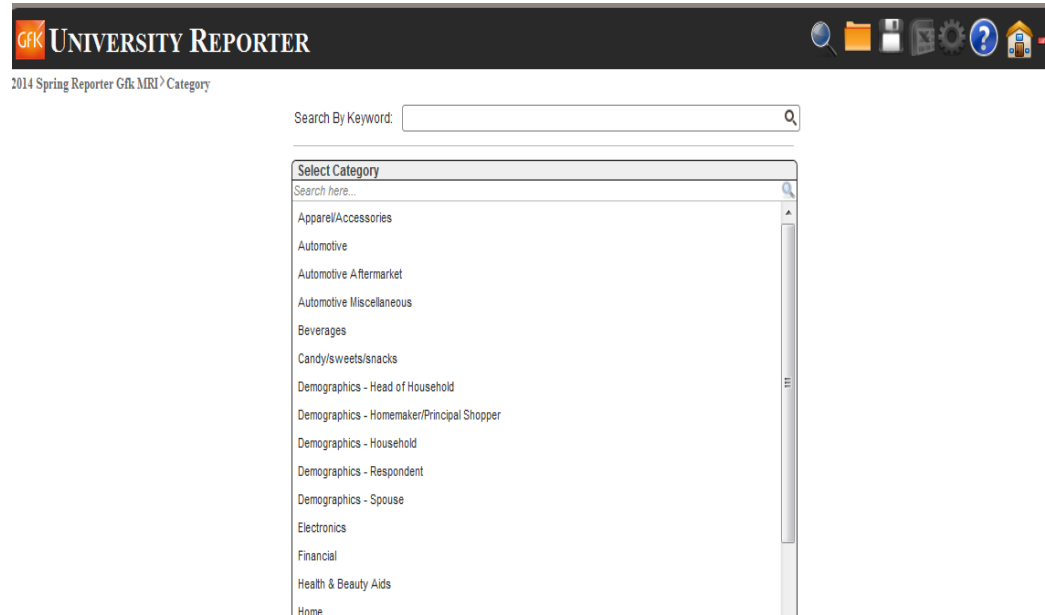 GfK UNIVERSITY REPORTER
?
2014 Spring Reporter Gfk MRI>Category
Search By Keyword:
Select Category
Search here...
Apparel/Accessories
Automotive
Automotive Aftermarket
Automotive Miscellaneous
Beverages
Candy/sweets/snacks
Demographics - Head of Household
Demographics - Homemaker/Principal Shopper
Demographics - Household
Demographics - Respondent
Demographics - Spouse
Electronics
Financial
Health & Beauty Aids
Home